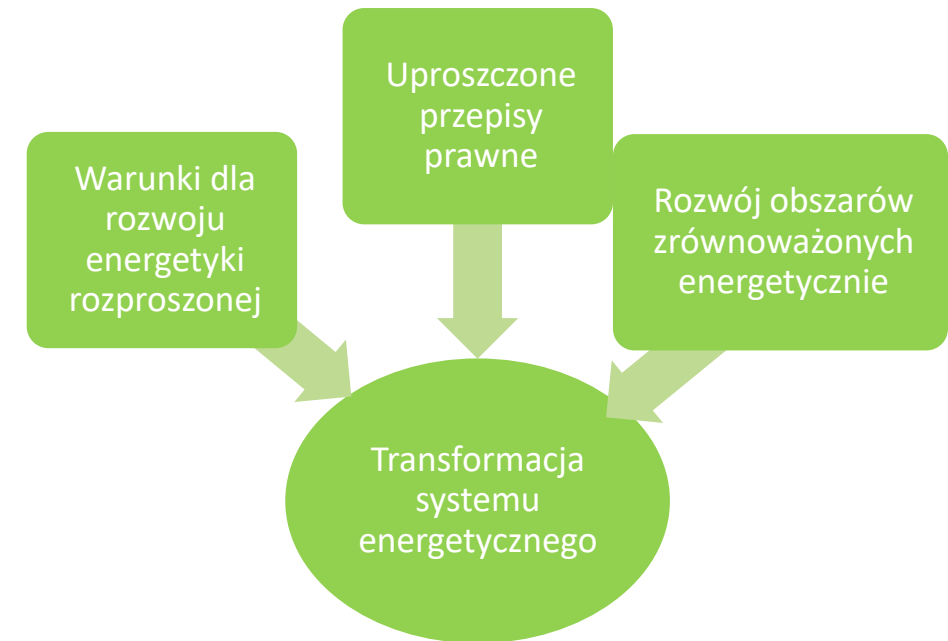 Uproszczone
przepisy
prawne
Warunki dla
rozwoju
energetyki
rozproszonej
Rozwój obszarów
zrównoważonych
energetycznie
Transformacja
systemu
energetycznego